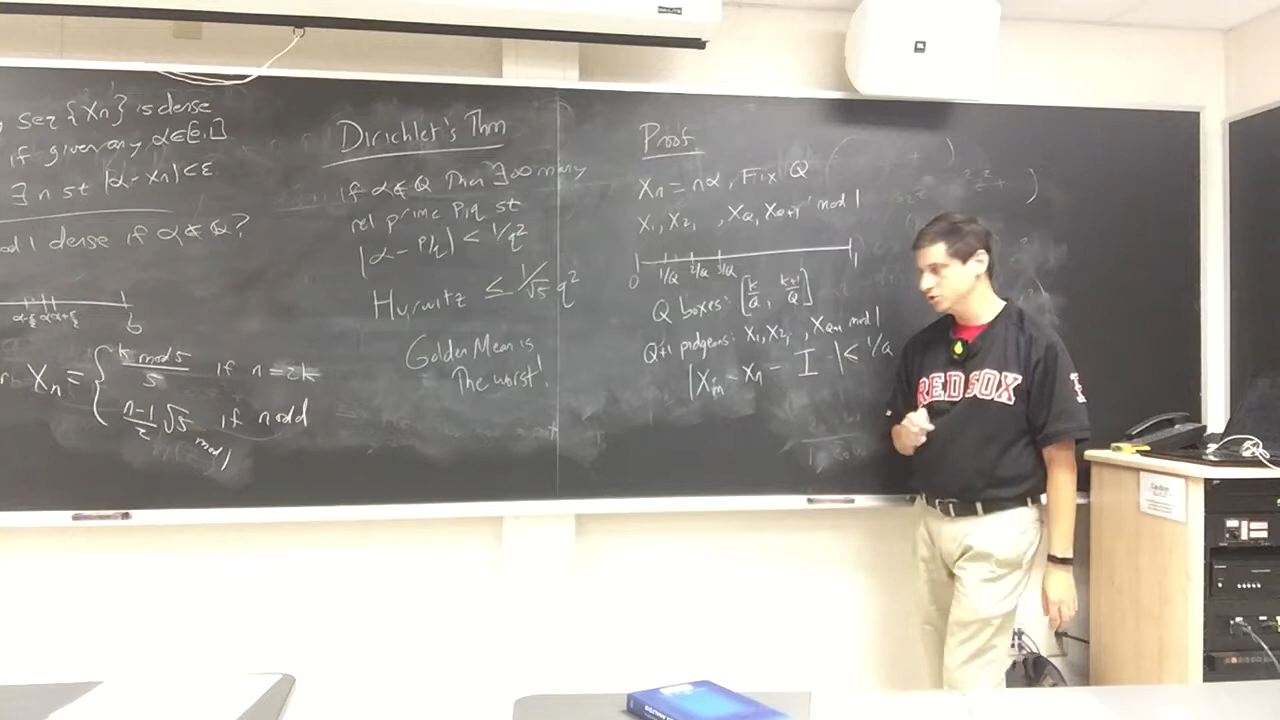 seq {Xn} is dense
if given any α∈[0,1]
∃ n st |α - Xn| < ε
mod 1 dense if α∉Q?
0
Xn = { k mod 5 / 5 if n = 2k
n-1 / 2 √5 if n odd
mod 1
Dirichlet's Thm
if α∉Q Then ∃ ∞ many
rel prime p,q st
|α - p/q| < 1/q²
Hurwitz ≤ 1/√5 q²
Golden Mean is
The worst!
Proof
Xn = nα, Fix Q
X1, X2, , XQ, XQ+1 mod 1
0 1/Q 2/Q 3/Q 1
Q boxes: [k/Q, k+1/Q]
Q+1 pidgeons: X1, X2, , XQ+1 mod 1
|Xm - Xn - I| < 1/Q
RED SOX
Caution